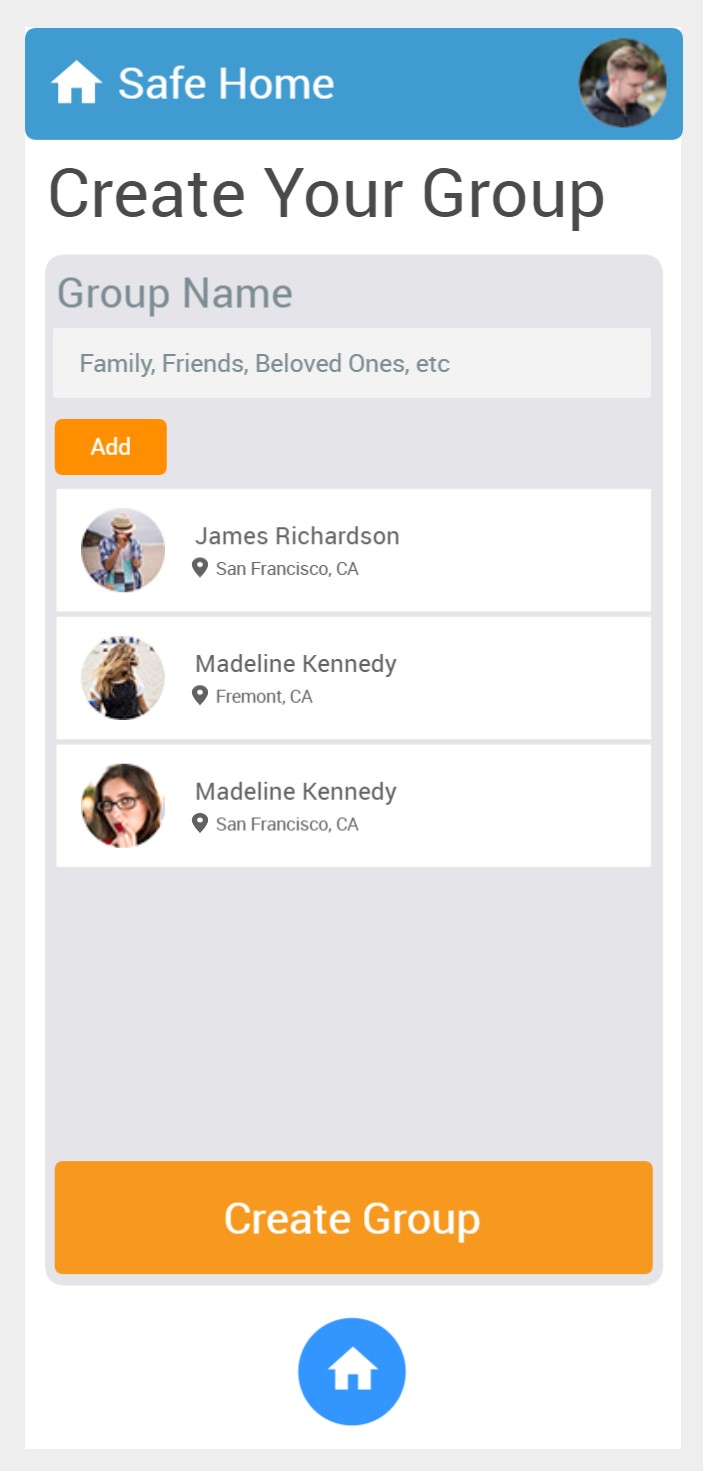 Safe Home
Create Your Group
Group Name
Family, Friends, Beloved Ones, etc
Add
James Richardson
San Francisco, CA
Madeline Kennedy
Fremont, CA
Madeline Kennedy
San Francisco, CA
Create Group